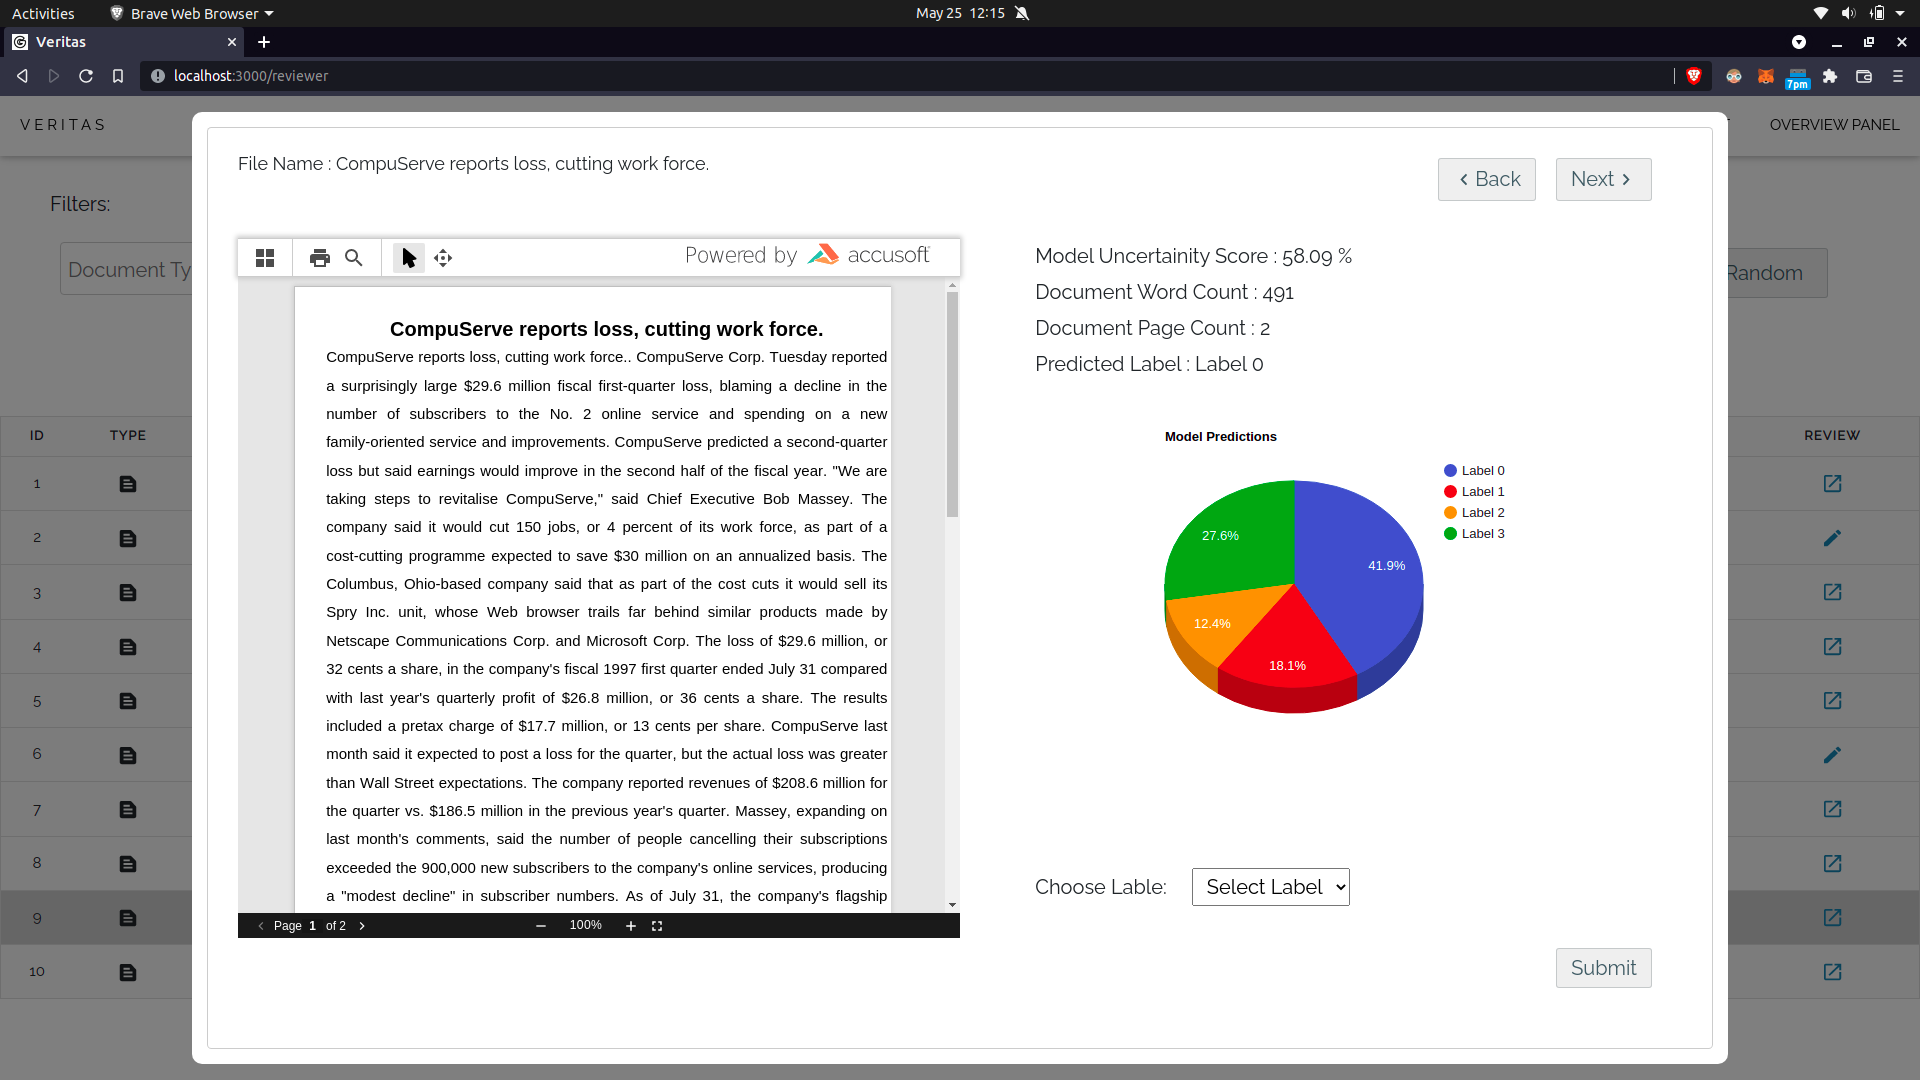 Activities
Brave Web Browser
May 25 12:15
Veritas
localhost:3000/reviewer
7pm
VERITAS
OVERVIEW PANEL
File Name : CompuServe reports loss, cutting work force.
Back
Next
Filters:
Document Ty
Random
Powered by accusoft
Model Uncertainity Score : 58.09 %
Document Word Count : 491
Document Page Count : 2
Predicted Label : Label 0
CompuServe reports loss, cutting work force.
CompuServe reports loss, cutting work force.. CompuServe Corp. Tuesday reported
a surprisingly large $29.6 million fiscal first-quarter loss, blaming a decline in the
number of subscribers to the No. 2 online service and spending on a new
family-oriented service and improvements. CompuServe predicted a second-quarter
loss but said earnings would improve in the second half of the fiscal year. "We are
taking steps to revitalise CompuServe," said Chief Executive Bob Massey. The
company said it would cut 150 jobs, or 4 percent of its work force, as part of a
cost-cutting programme expected to save $30 million on an annualized basis. The
Columbus, Ohio-based company said that as part of the cost cuts it would sell its
Spry Inc. unit, whose Web browser trails far behind similar products made by
Netscape Communications Corp. and Microsoft Corp. The loss of $29.6 million, or
32 cents a share, in the company's fiscal 1997 first quarter ended July 31 compared
with last year's quarterly profit of $26.8 million, or 36 cents a share. The results
included a pretax charge of $17.7 million, or 13 cents per share. CompuServe last
month said it expected to post a loss for the quarter, but the actual loss was greater
than Wall Street expectations. The company reported revenues of $208.6 million for
the quarter vs. $186.5 million in the previous year's quarter. Massey, expanding on
last month's comments, said the number of people cancelling their subscriptions
exceeded the 900,000 new subscribers to the company's online services, producing
a "modest decline" in subscriber numbers. As of July 31, the company's flagship
Page 1 of 2
100%
Model Predictions
Label 0
Label 1
Label 2
Label 3
27.6%
41.9%
12.4%
18.1%
Choose Lable:
Select Label
Submit
ID
TYPE
REVIEW
1
2
3
4
5
6
7
8
9
10